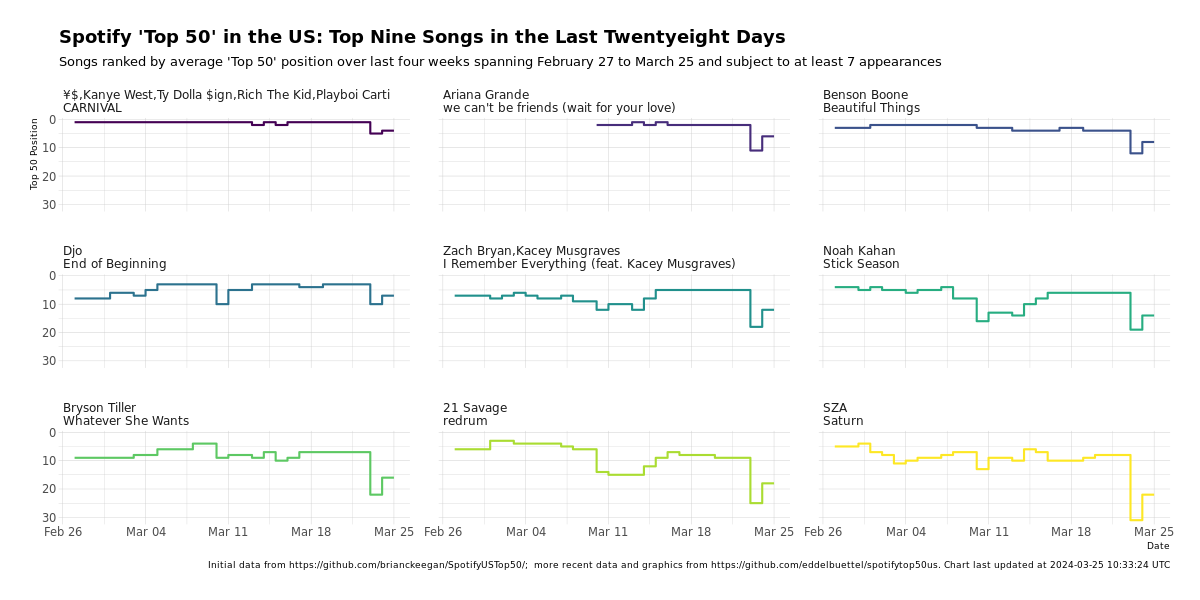 Spotify 'Top 50' in the US: Top Nine Songs in the Last Twentyeight Days
Songs ranked by average 'Top 50' position over last four weeks spanning February 27 to March 25 and subject to at least 7 appearances
¥$,Kanye West,Ty Dolla $ign,Rich The Kid,Playboi Carti
CARNIVAL
Ariana Grande
we can't be friends (wait for your love)
Benson Boone
Beautiful Things
Top 50 Position
0
10
20
30
Djo
End of Beginning
Zach Bryan,Kacey Musgraves
I Remember Everything (feat. Kacey Musgraves)
Noah Kahan
Stick Season
0
10
20
30
Bryson Tiller
Whatever She Wants
21 Savage
redrum
SZA
Saturn
0
10
20
30
Feb 26 Mar 04 Mar 11 Mar 18 Mar 25 Feb 26 Mar 04 Mar 11 Mar 18 Mar 25 Feb 26 Mar 04 Mar 11 Mar 18 Mar 25
Date
Initial data from https://github.com/brianckeegan/SpotifyUSTop50/; more recent data and graphics from https://github.com/eddelbuettel/spotifytop50us. Chart last updated at 2024-03-25 10:33:24 UTC